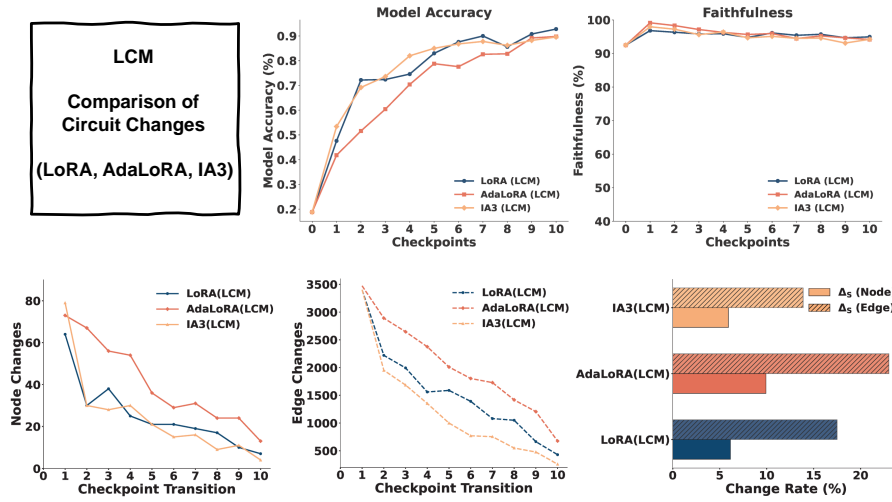 LCM
Comparison of
Circuit Changes
(LoRA, AdaLoRA, IA3)
Model Accuracy
Model Accuracy (%)
0.9
0.8
0.7
0.6
0.5
0.4
0.3
0.2
LoRA (LCM)
AdaLoRA (LCM)
IA3 (LCM)
0 1 2 3 4 5 6 7 8 9 10
Checkpoints
Faithfulness
Faithfulness (%)
100
90
80
70
60
50
40
LoRA (LCM)
AdaLoRA (LCM)
IA3 (LCM)
0 1 2 3 4 5 6 7 8 9 10
Checkpoints
Node Changes
80
60
40
20
0
LoRA(LCM)
AdaLoRA(LCM)
IA3(LCM)
0 1 2 3 4 5 6 7 8 9 10
Checkpoint Transition
Edge Changes
3500
3000
2500
2000
1500
1000
500
LoRA(LCM)
AdaLoRA(LCM)
IA3(LCM)
0 1 2 3 4 5 6 7 8 9 10
Checkpoint Transition
IA3(LCM)
AdaLoRA(LCM)
LoRA(LCM)
Δ_S (Node
Δ_S (Edge)
0 5 10 15 20
Change Rate (%)